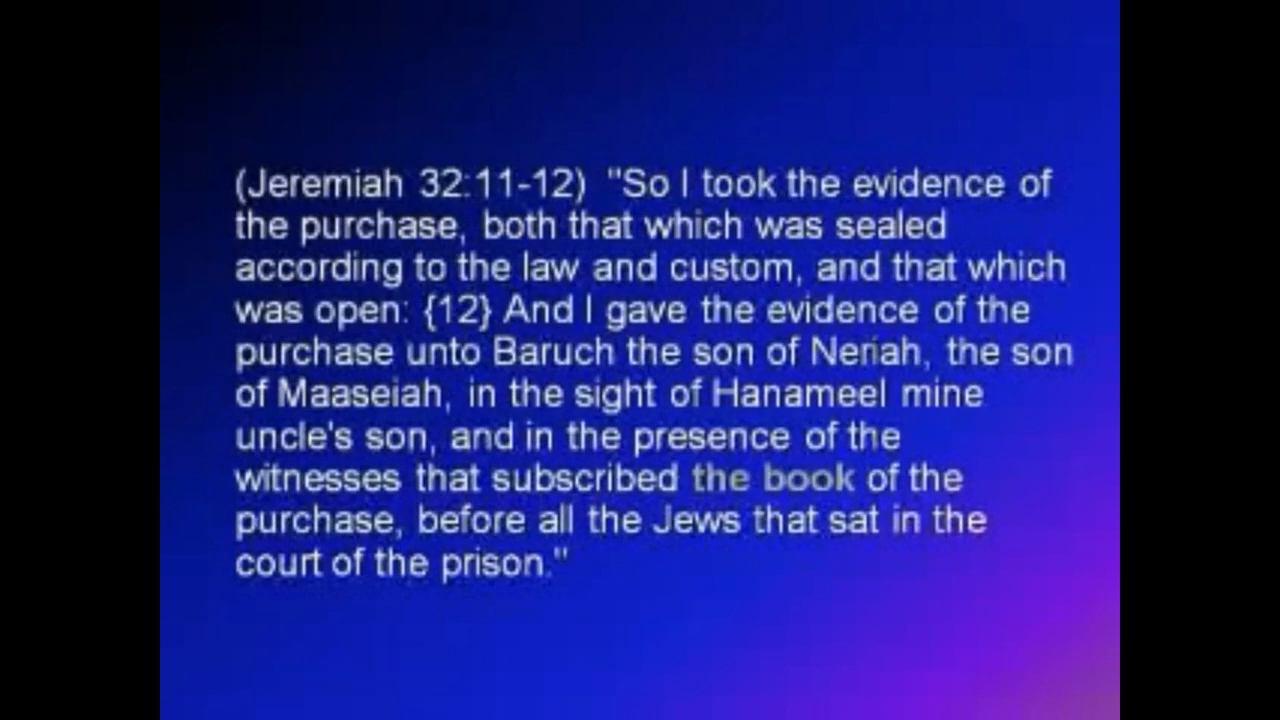 (Jeremiah 32:11-12) "So I took the evidence of
the purchase, both that which was sealed
according to the law and custom, and that which
was open: {12} And I gave the evidence of the
purchase unto Baruch the son of Neriah, the son
of Maaseiah, in the sight of Hanameel mine
uncle's son, and in the presence of the
witnesses that subscribed the book of the
purchase, before all the Jews that sat in the
court of the prison."